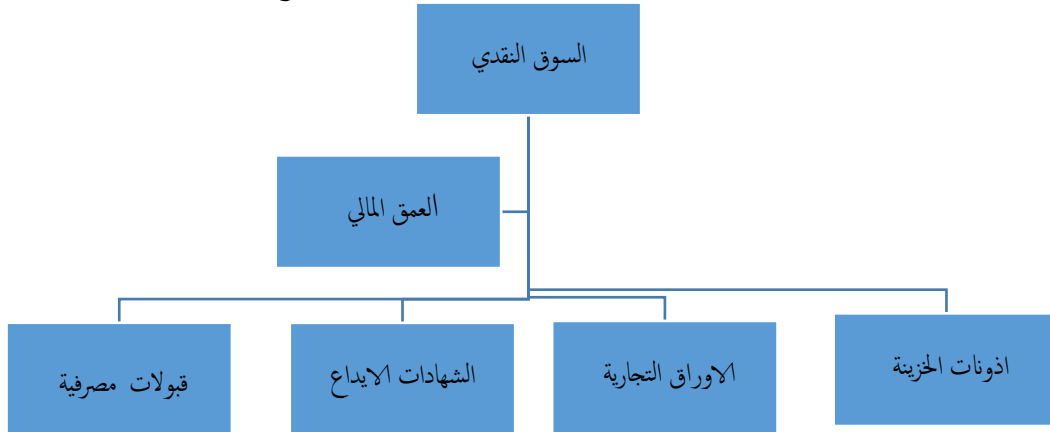 السوق النقدي
العمق المالي
اذونات الخزينة
الاوراق التجارية
الشهادات الايداع
قبولات مصرفية